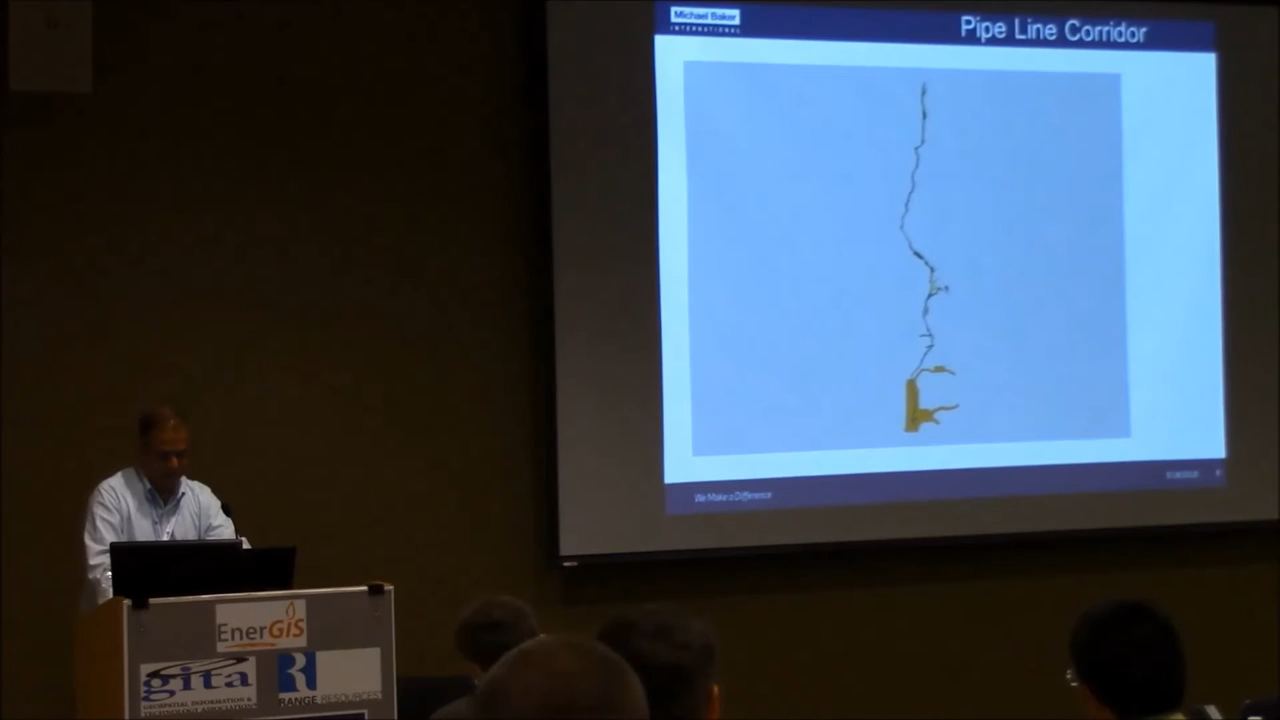 Michael Baker
INTERNATIONAL
Pipe Line Corridor
We Make a Difference
EnerGIS
gita
GEOSPATIAL INFORMATION &
TECHNOLOGY ASSOCIATION
R
RANGE RESOURCES